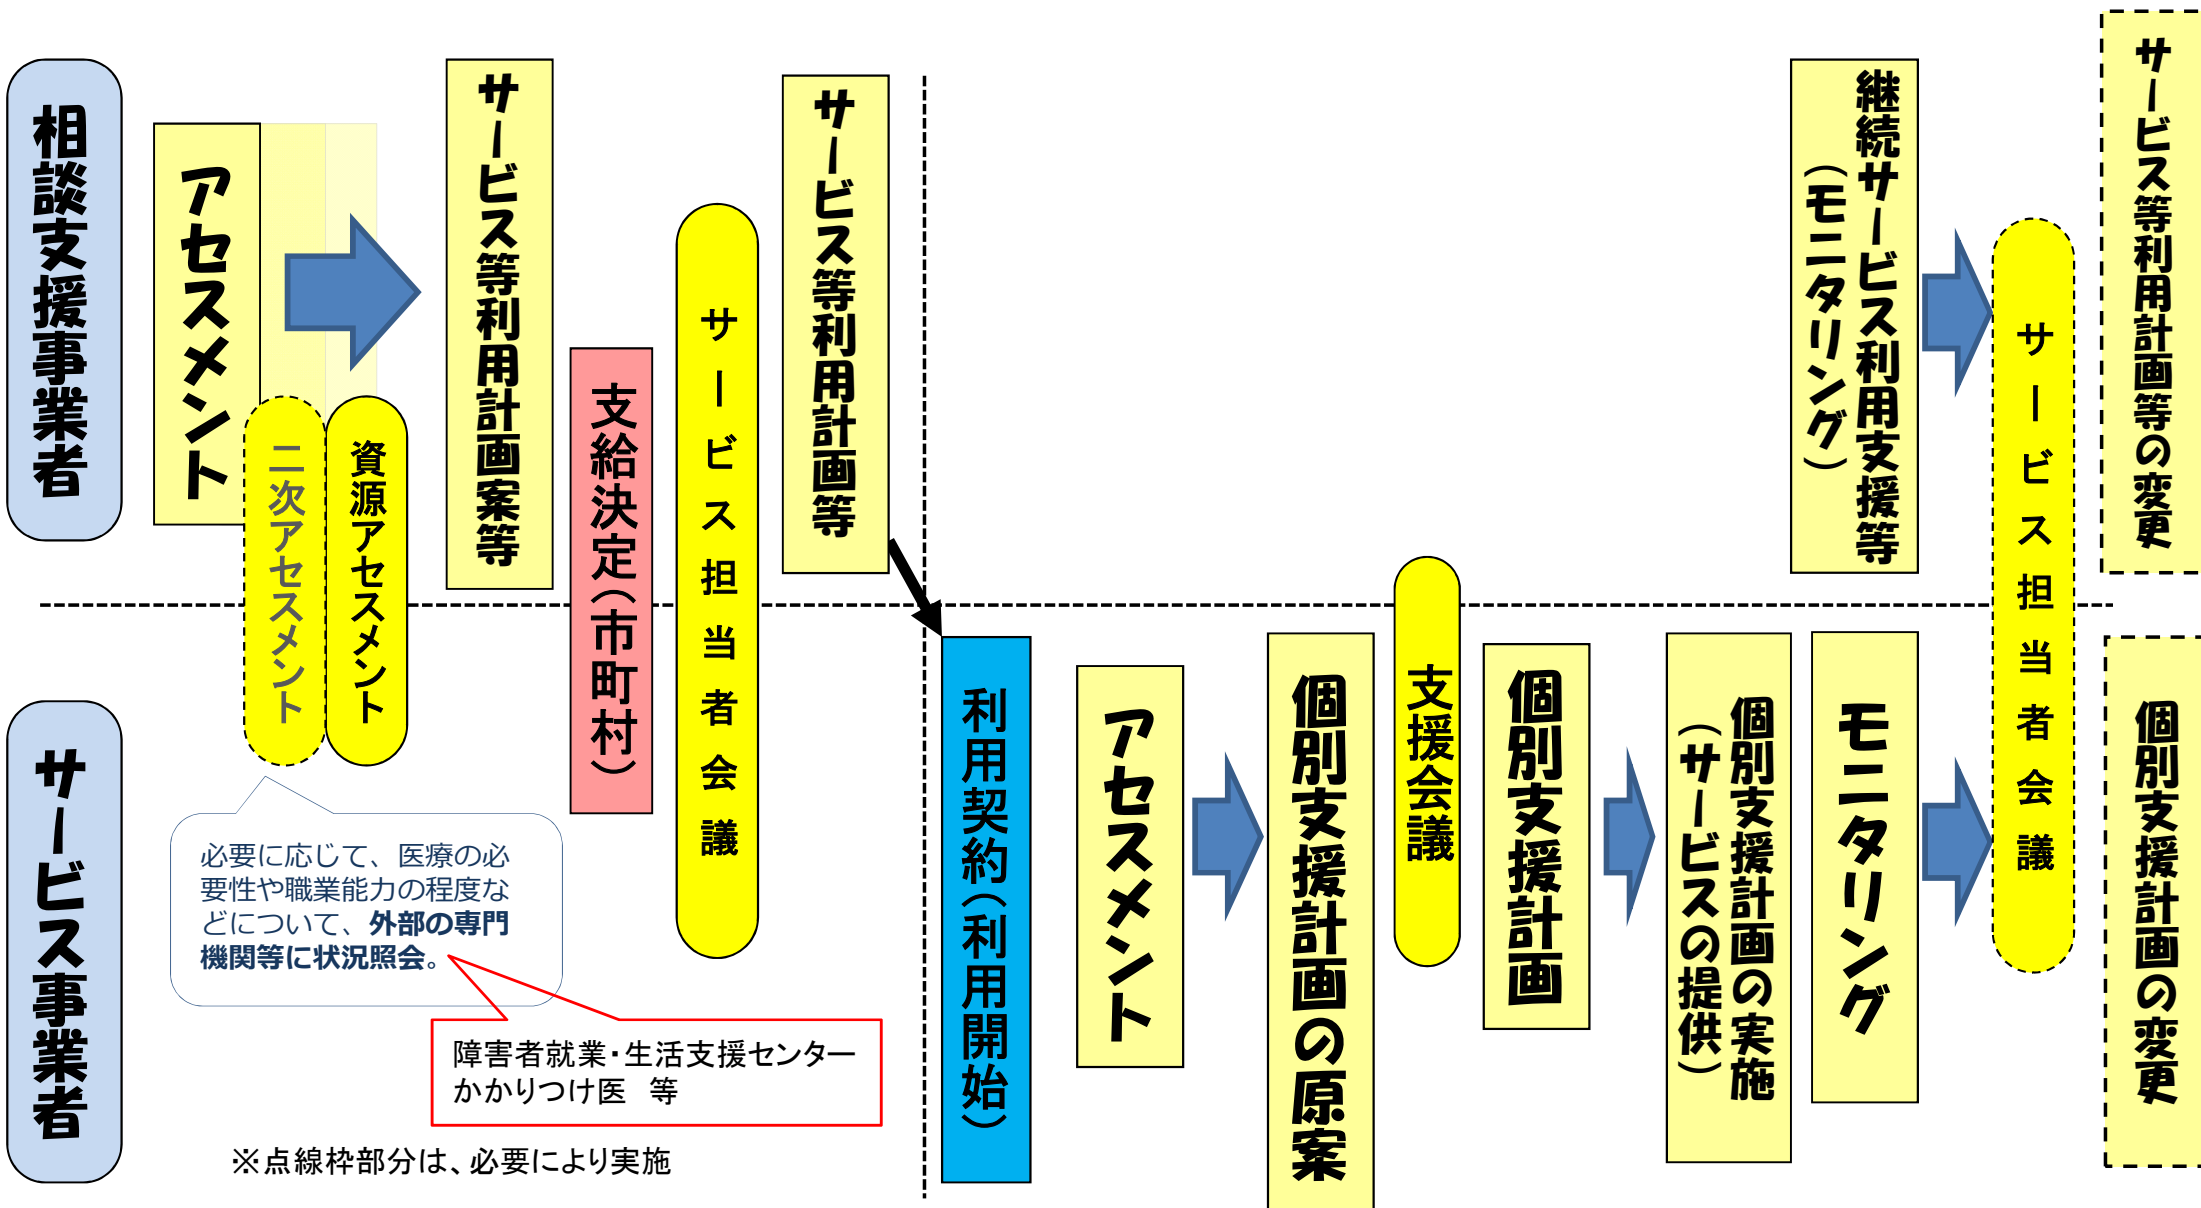 相談支援事業者
アセスメント
二次アセスメント
資源アセスメント
サービス等利用計画案等
支給決定（市町村）
サービス担当者会議
サービス等利用計画等
継続サービス利用支援等
（モニタリング）
サービス担当者会議
サービス等利用計画等の変更
サービス事業者
必要に応じて、医療の必
要性や職業能力の程度な
どについて、外部の専門
機関等に状況照会。
障害者就業・生活支援センター
かかりつけ医　等
※点線枠部分は、必要により実施
利用契約（利用開始）
アセスメント
個別支援計画の原案
支援会議
個別支援計画
個別支援計画の実施
（サービスの提供）
モニタリング
個別支援計画の変更